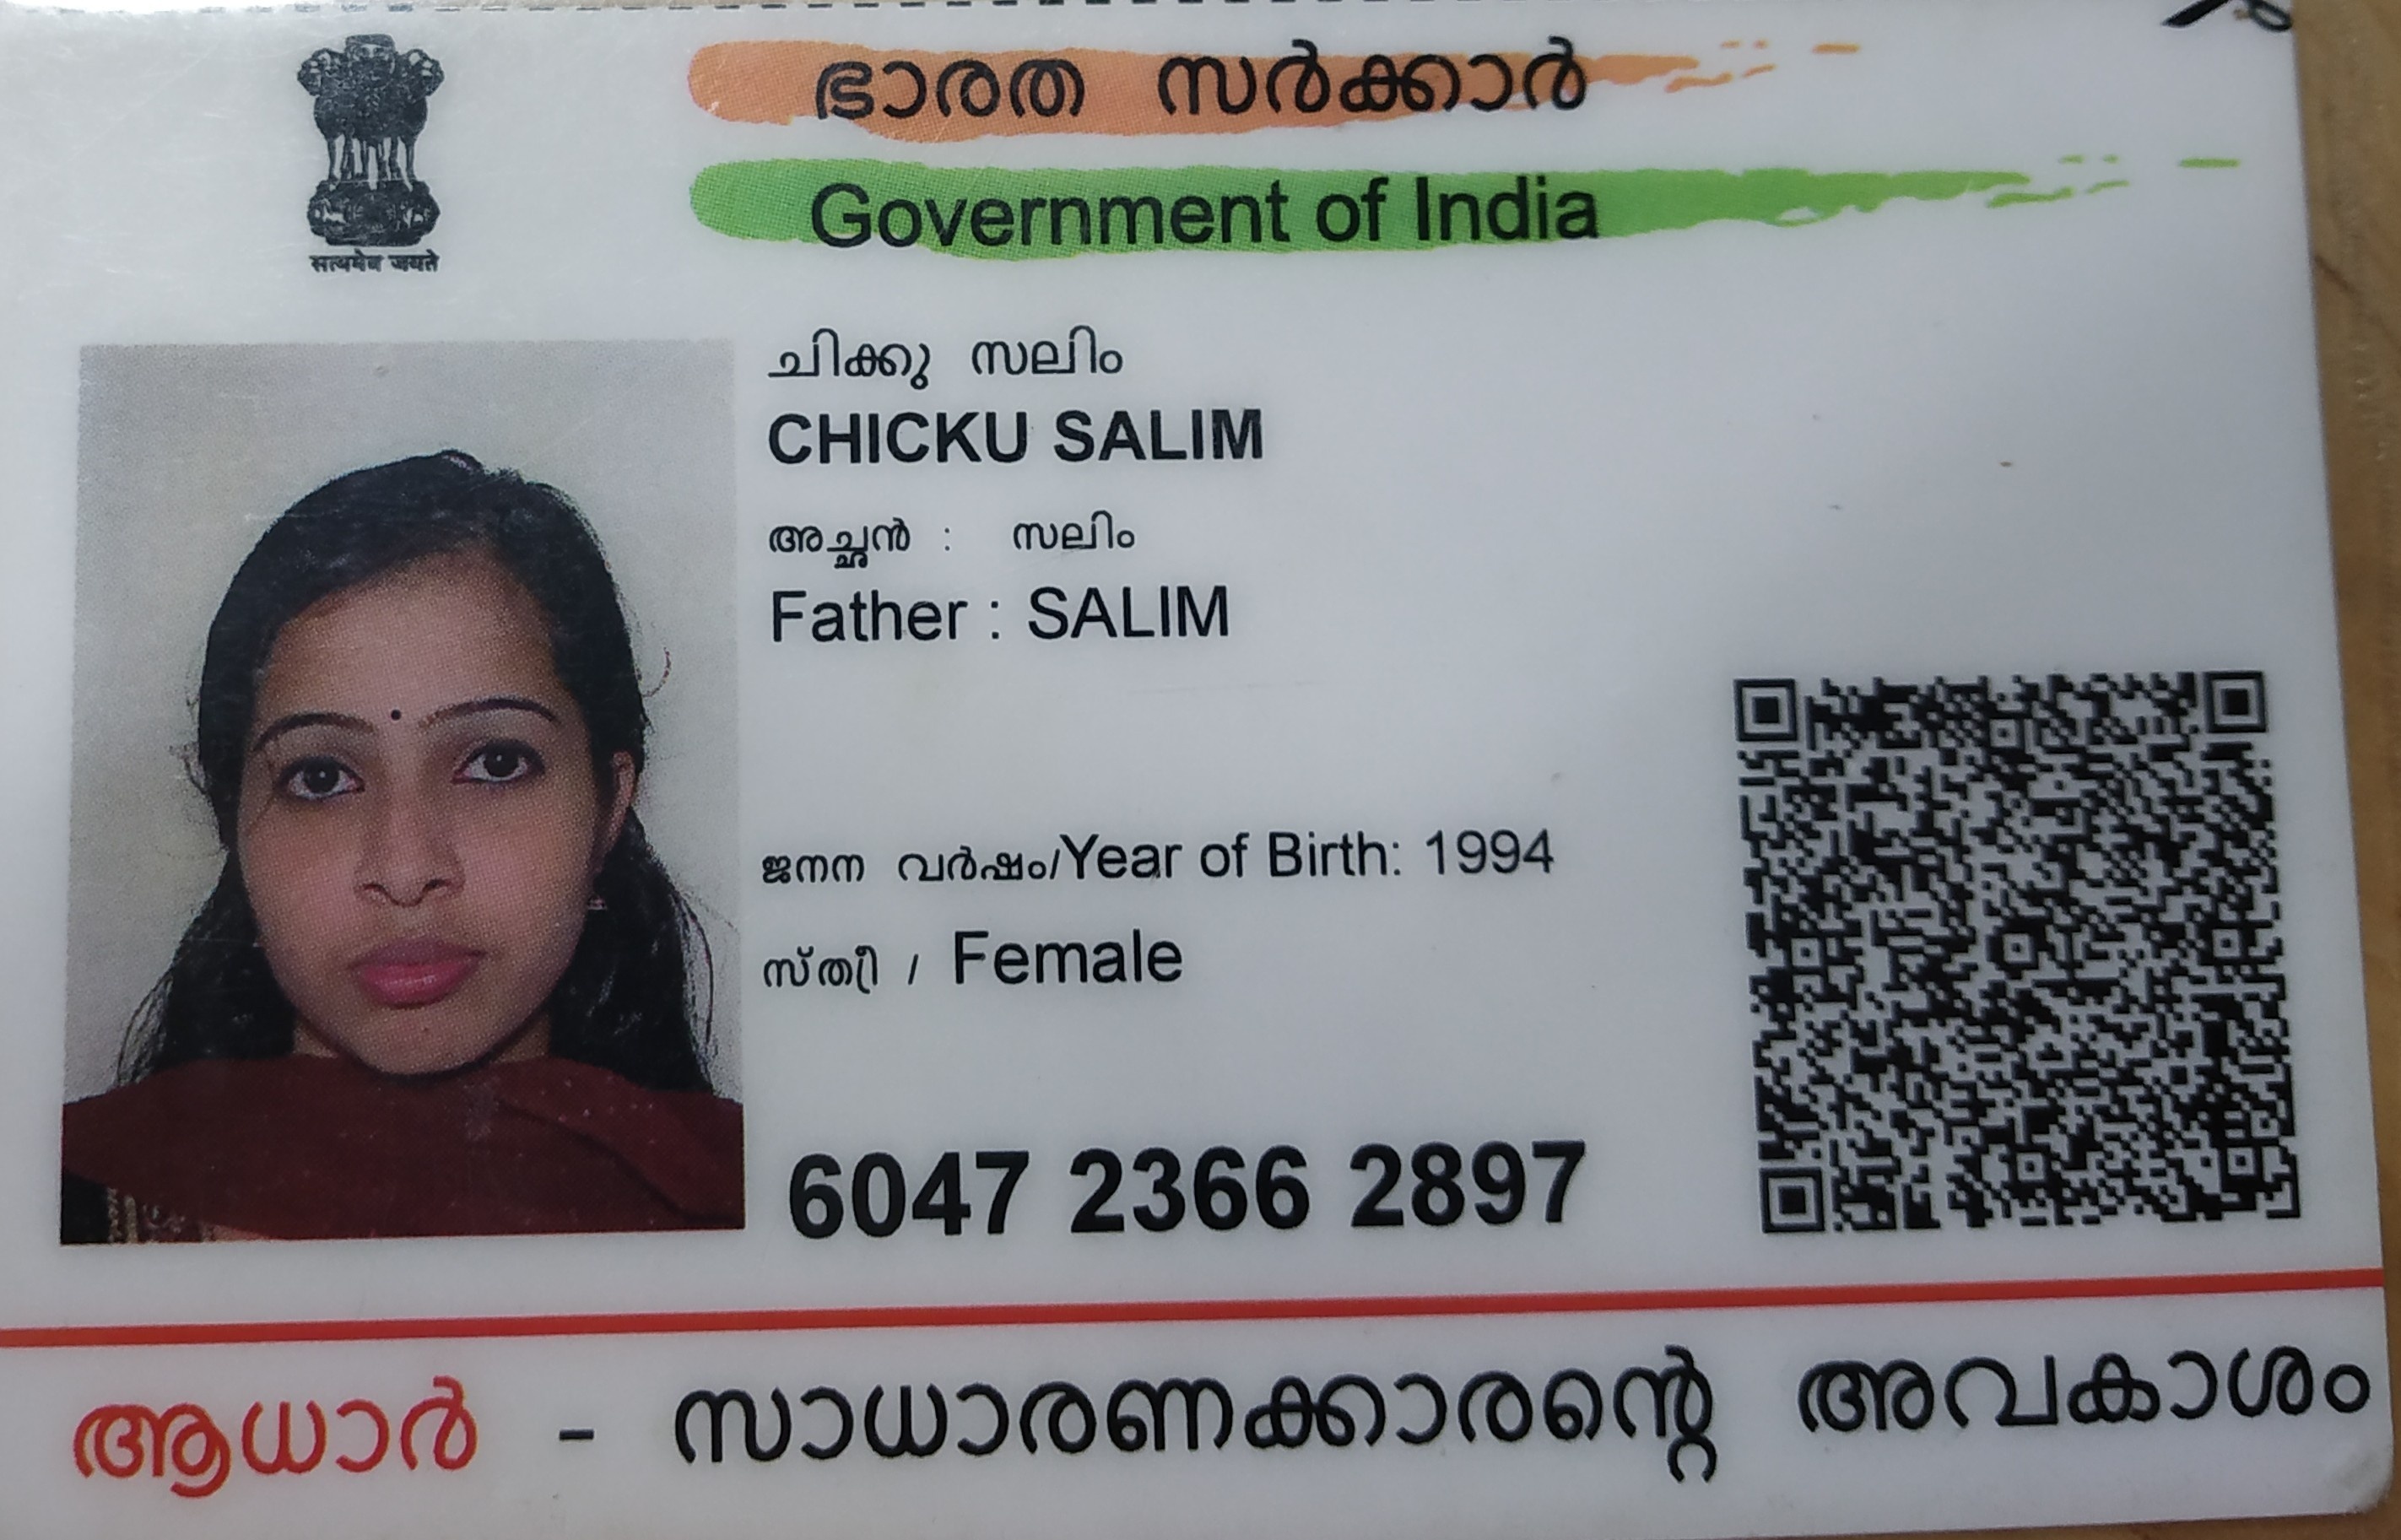 ഭാരത സർക്കാർ
Government of India
सत्यमेव जयते
ചിക്കു സലിം
CHICKU SALIM
അച്ഛൻ : സലിം
Father : SALIM
ജനന വർഷം/Year of Birth: 1994
സ്ത്രീ / Female
6047 2366 2897
ആധാർ - സാധാരണക്കാരന്റെ അവകാശം